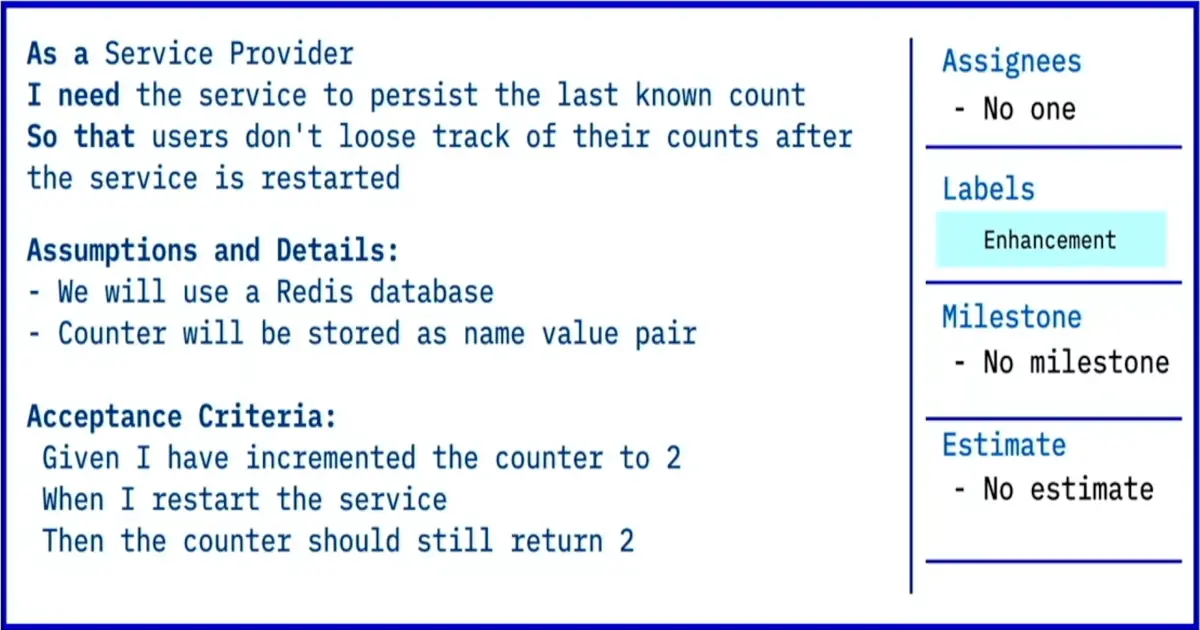 As a Service Provider
I need the service to persist the last known count
So that users don't loose track of their counts after
the service is restarted
Assumptions and Details:
- We will use a Redis database
- Counter will be stored as name value pair
Acceptance Criteria:
Given I have incremented the counter to 2
When I restart the service
Then the counter should still return 2
Assignees
- No one
Labels
Enhancement
Milestone
- No milestone
Estimate
- No estimate